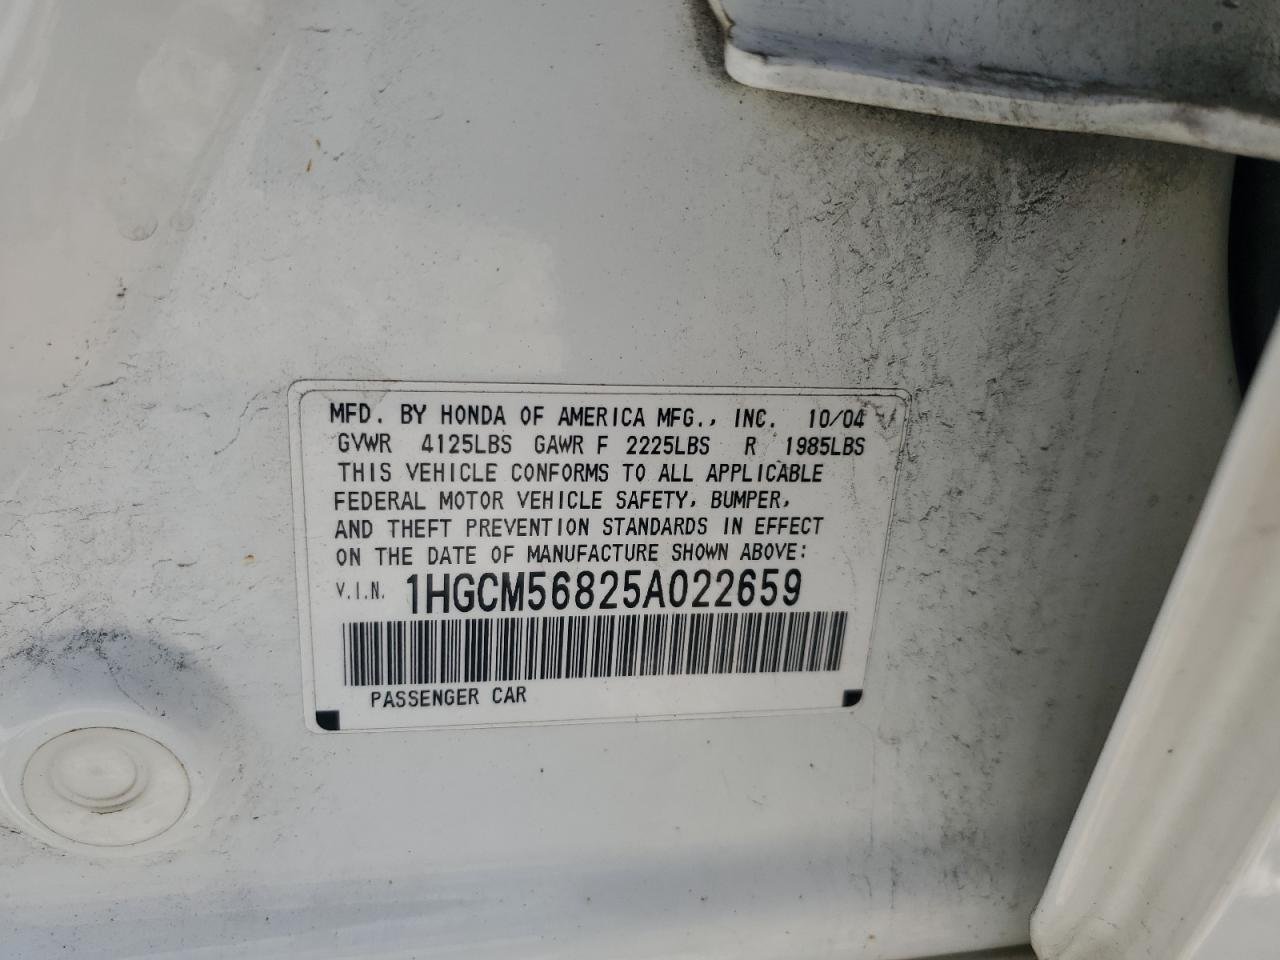 MFD. BY HONDA OF AMERICA MFG., INC. 10/04
GVWR 4125LBS GAWR F 2225LBS R 1985LBS
THIS VEHICLE CONFORMS TO ALL APPLICABLE
FEDERAL MOTOR VEHICLE SAFETY, BUMPER,
AND THEFT PREVENTION STANDARDS IN EFFECT
ON THE DATE OF MANUFACTURE SHOWN ABOVE:
V.I.N. 1HGCM56825A022659
PASSENGER CAR